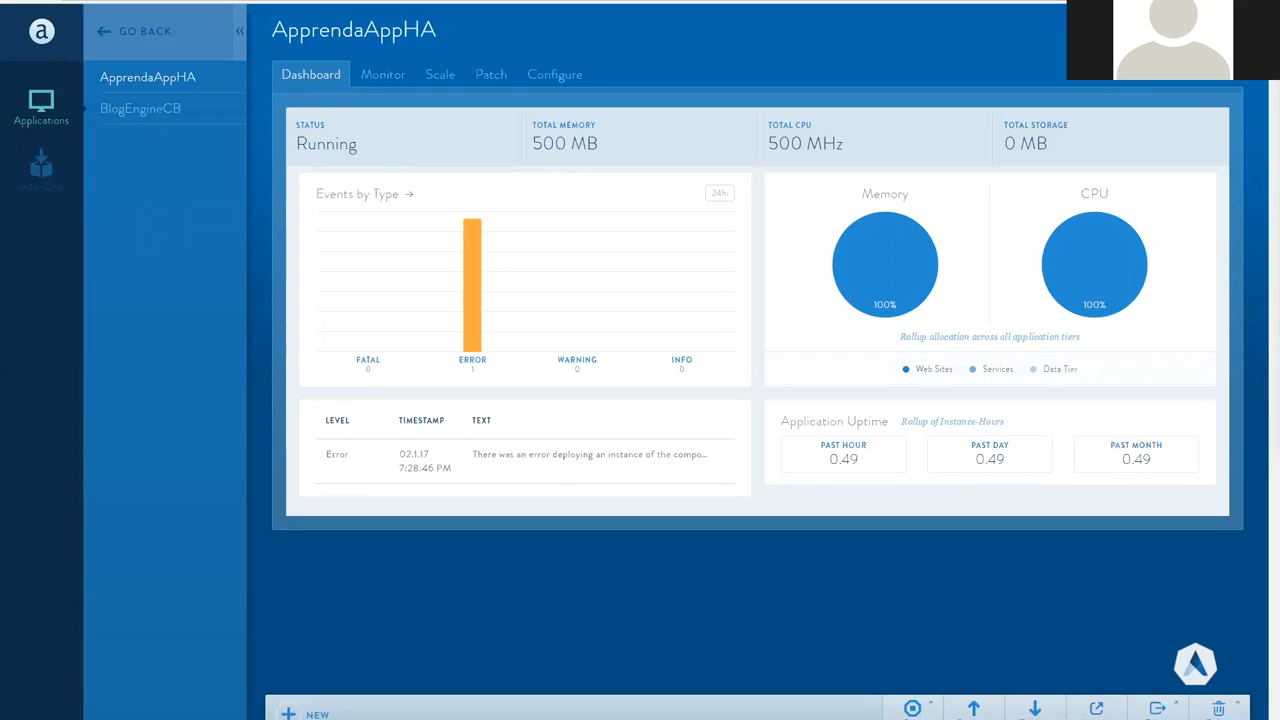 a
GO BACK
«
ApprendaAppHA
BlogEngineCB
Applications
Add-Ons
ApprendaAppHA
Dashboard Monitor Scale Patch Configure
STATUS
Running
TOTAL MEMORY
500 MB
TOTAL CPU
500 MHz
TOTAL STORAGE
0 MB
Events by Type →
24hr
FATAL
0
ERROR
1
WARNING
0
INFO
0
Memory
100%
CPU
100%
Rollup allocation across all application tiers
Web Sites Services Data Tier
LEVEL TIMESTAMP TEXT
Error 02.1.17 There was an error deploying an instance of the compo...
7:28:46 PM
Application Uptime Rollup of Instance-Hours
PAST HOUR
0.49
PAST DAY
0.49
PAST MONTH
0.49
NEW